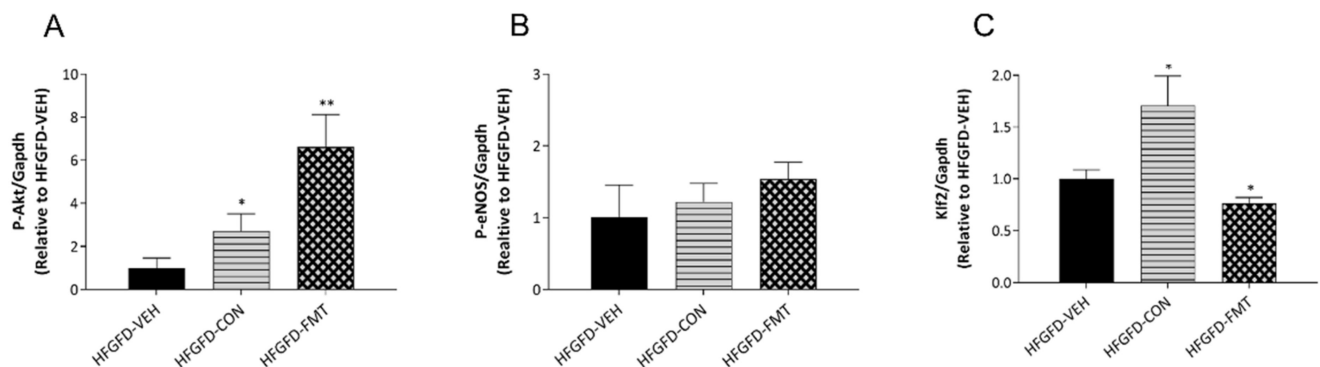 A
P-Akt/Gapdh
(Relative to HFGFD-VEH)
10
8
6
4
2
0
*
**
HFGFD-VEH
HFGFD-CON
HFGFD-FMT
B
P-eNOS/Gapdh
(Realtive to HFGFD-VEH)
3
2
1
0
HFGFD-VEH
HFGFD-CON
HFGFD-FMT
C
Klf2/Gapdh
(Relative to HFGFD-VEH)
2.0
1.5
1.0
0.5
0.0
*
*
HFGFD-VEH
HFGFD-CON
HFGFD-FMT